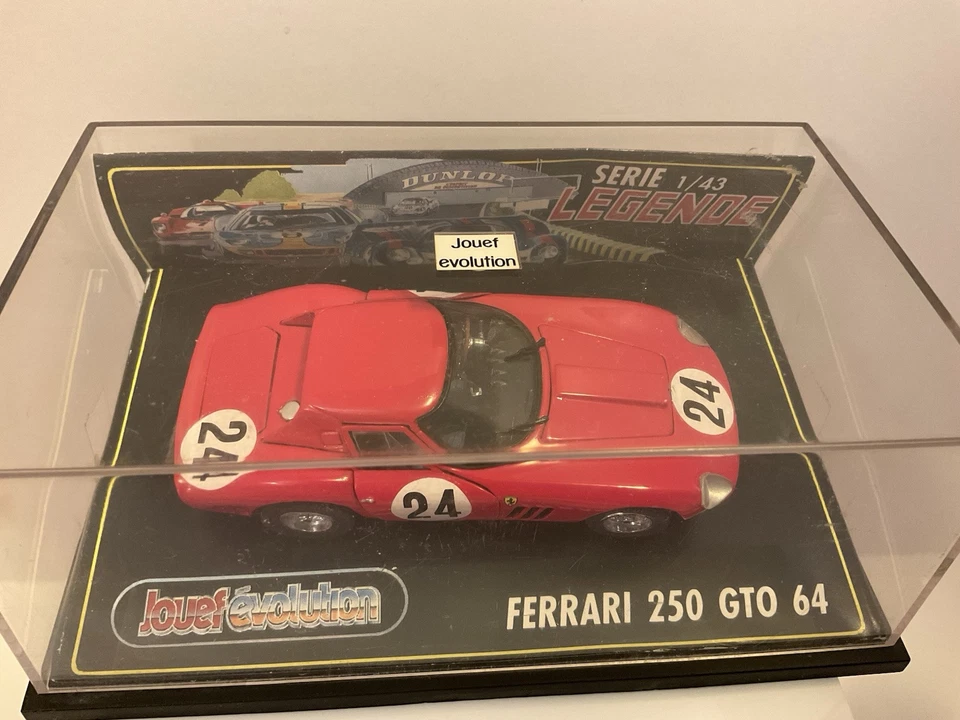 DUNLOP
SERIE 1/43
LEGENDE
Jouef
evolution
24
24
24
Jouef évolution
FERRARI 250 GTO 64